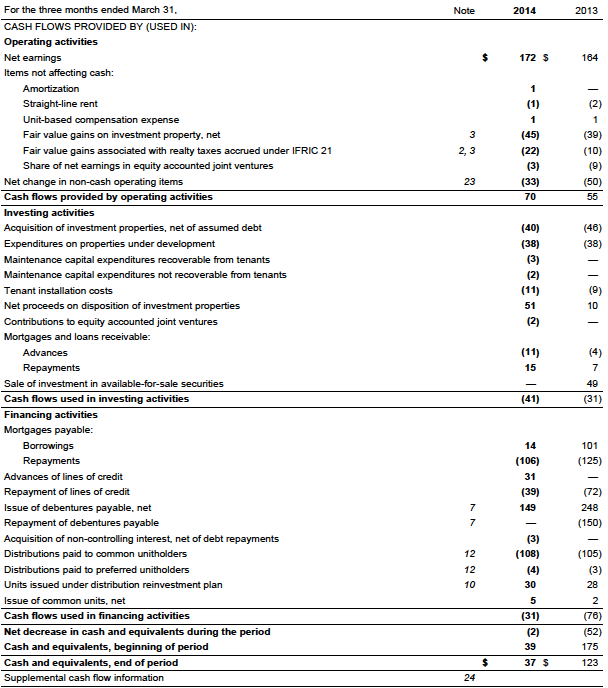 For the three months ended March 31, Note 2014 2013
CASH FLOWS PROVIDED BY (USED IN):
Operating activities
Net earnings $ 172 $ 164
Items not affecting cash:
Amortization 1 —
Straight-line rent (1) (2)
Unit-based compensation expense 1 1
Fair value gains on investment property, net 3 (45) (39)
Fair value gains associated with realty taxes accrued under IFRIC 21 2, 3 (22) (10)
Share of net earnings in equity accounted joint ventures (3) (9)
Net change in non-cash operating items 23 (33) (50)
Cash flows provided by operating activities 70 55
Investing activities
Acquisition of investment properties, net of assumed debt (40) (46)
Expenditures on properties under development (38) (38)
Maintenance capital expenditures recoverable from tenants (3) —
Maintenance capital expenditures not recoverable from tenants (2) —
Tenant installation costs (11) (9)
Net proceeds on disposition of investment properties 51 10
Contributions to equity accounted joint ventures (2) —
Mortgages and loans receivable:
Advances (11) (4)
Repayments 15 7
Sale of investment in available-for-sale securities — 49
Cash flows used in investing activities (41) (31)
Financing activities
Mortgages payable:
Borrowings 14 101
Repayments (106) (125)
Advances of lines of credit 31 —
Repayment of lines of credit (39) (72)
Issue of debentures payable, net 7 149 248
Repayment of debentures payable 7 — (150)
Acquisition of non-controlling interest, net of debt repayments (3) —
Distributions paid to common unitholders 12 (108) (105)
Distributions paid to preferred unitholders 12 (4) (3)
Units issued under distribution reinvestment plan 10 30 28
Issue of common units, net 5 2
Cash flows used in financing activities (31) (76)
Net decrease in cash and equivalents during the period (2) (52)
Cash and equivalents, beginning of period 39 175
Cash and equivalents, end of period $ 37 $ 123
Supplemental cash flow information 24